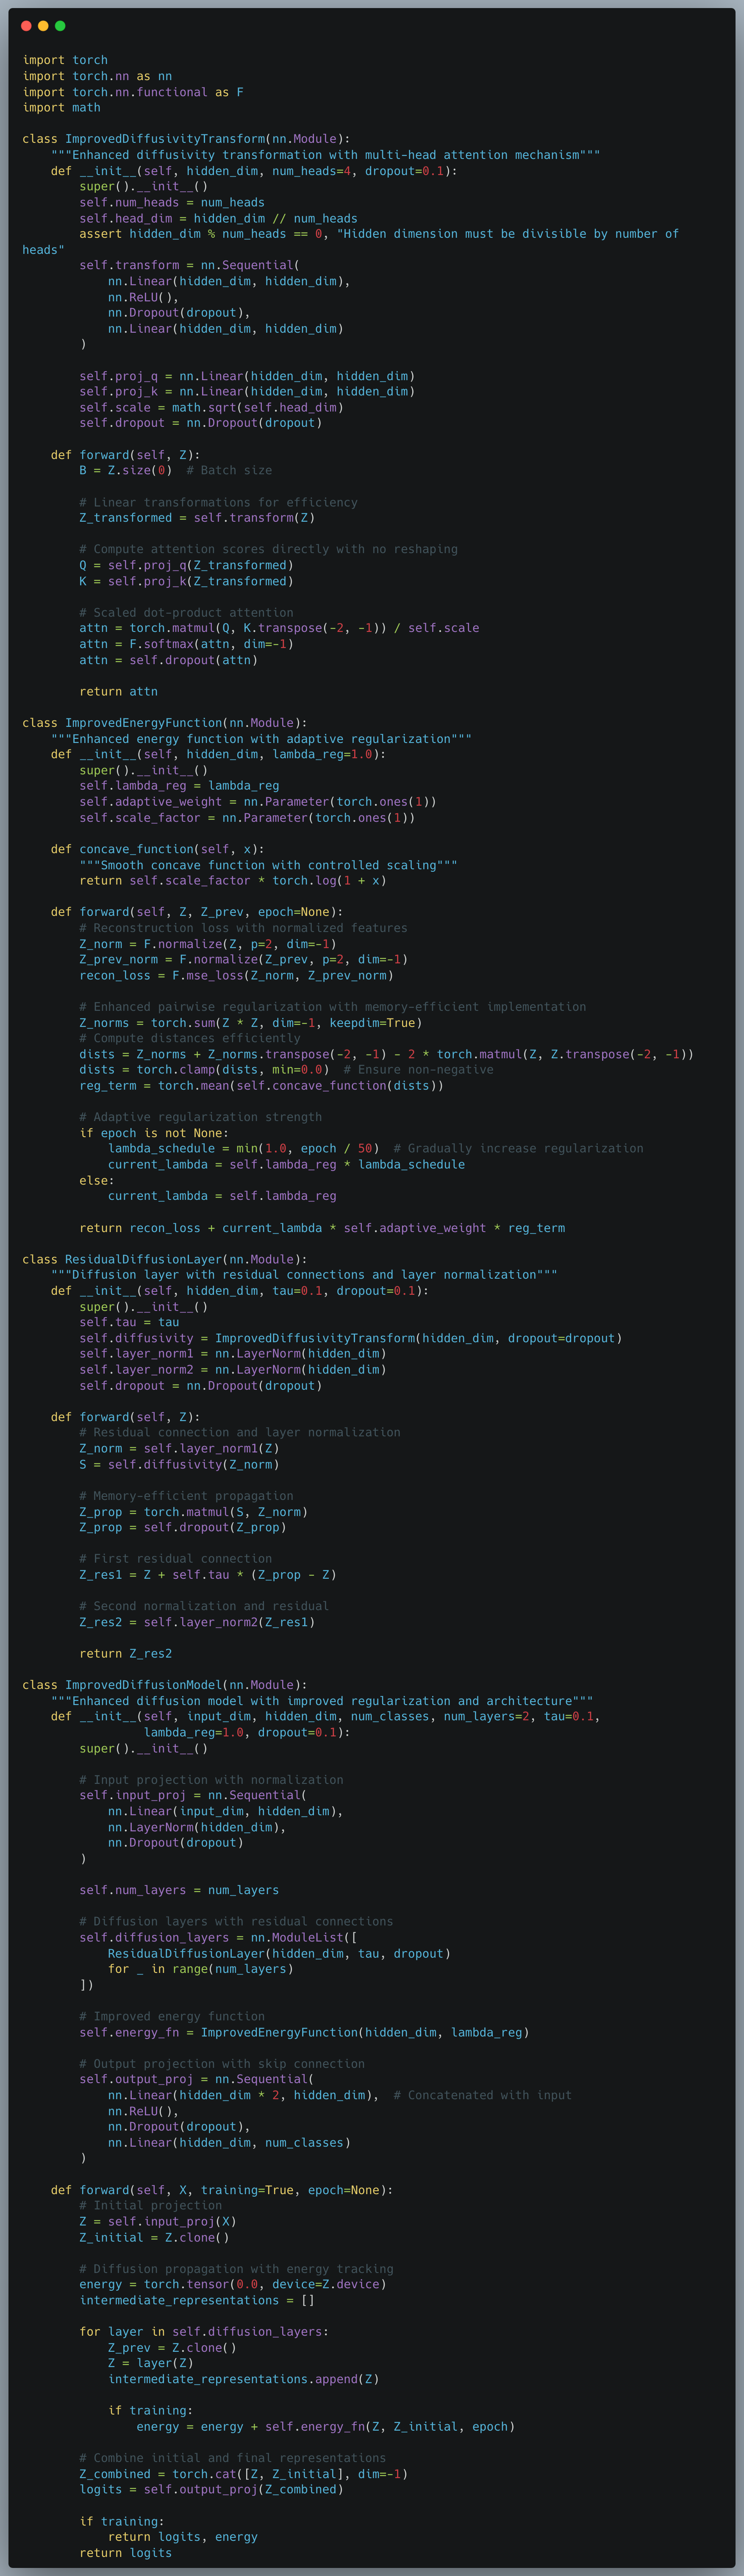 import torch
import torch.nn as nn
import torch.nn.functional as F
import math

class ImprovedDiffusivityTransform(nn.Module):
    """Enhanced diffusivity transformation with multi-head attention mechanism"""
    def __init__(self, hidden_dim, num_heads=4, dropout=0.1):
        super().__init__()
        self.num_heads = num_heads
        self.head_dim = hidden_dim // num_heads
        assert hidden_dim % num_heads == 0, "Hidden dimension must be divisible by number of
heads"
        self.transform = nn.Sequential(
            nn.Linear(hidden_dim, hidden_dim),
            nn.ReLU(),
            nn.Dropout(dropout),
            nn.Linear(hidden_dim, hidden_dim)
        )

        self.proj_q = nn.Linear(hidden_dim, hidden_dim)
        self.proj_k = nn.Linear(hidden_dim, hidden_dim)
        self.scale = math.sqrt(self.head_dim)
        self.dropout = nn.Dropout(dropout)

    def forward(self, Z):
        B = Z.size(0)  # Batch size

        # Linear transformations for efficiency
        Z_transformed = self.transform(Z)

        # Compute attention scores directly with no reshaping
        Q = self.proj_q(Z_transformed)
        K = self.proj_k(Z_transformed)

        # Scaled dot-product attention
        attn = torch.matmul(Q, K.transpose(-2, -1)) / self.scale
        attn = F.softmax(attn, dim=-1)
        attn = self.dropout(attn)

        return attn

class ImprovedEnergyFunction(nn.Module):
    """Enhanced energy function with adaptive regularization"""
    def __init__(self, hidden_dim, lambda_reg=1.0):
        super().__init__()
        self.lambda_reg = lambda_reg
        self.adaptive_weight = nn.Parameter(torch.ones(1))
        self.scale_factor = nn.Parameter(torch.ones(1))

    def concave_function(self, x):
        """Smooth concave function with controlled scaling"""
        return self.scale_factor * torch.log(1 + x)

    def forward(self, Z, Z_prev, epoch=None):
        # Reconstruction loss with normalized features
        Z_norm = F.normalize(Z, p=2, dim=-1)
        Z_prev_norm = F.normalize(Z_prev, p=2, dim=-1)
        recon_loss = F.mse_loss(Z_norm, Z_prev_norm)

        # Enhanced pairwise regularization with memory-efficient implementation
        Z_norms = torch.sum(Z * Z, dim=-1, keepdim=True)
        # Compute distances efficiently
        dists = Z_norms + Z_norms.transpose(-2, -1) - 2 * torch.matmul(Z, Z.transpose(-2, -1))
        dists = torch.clamp(dists, min=0.0)  # Ensure non-negative
        reg_term = torch.mean(self.concave_function(dists))

        # Adaptive regularization strength
        if epoch is not None:
            lambda_schedule = min(1.0, epoch / 50)  # Gradually increase regularization
            current_lambda = self.lambda_reg * lambda_schedule
        else:
            current_lambda = self.lambda_reg

        return recon_loss + current_lambda * self.adaptive_weight * reg_term

class ResidualDiffusionLayer(nn.Module):
    """Diffusion layer with residual connections and layer normalization"""
    def __init__(self, hidden_dim, tau=0.1, dropout=0.1):
        super().__init__()
        self.tau = tau
        self.diffusivity = ImprovedDiffusivityTransform(hidden_dim, dropout=dropout)
        self.layer_norm1 = nn.LayerNorm(hidden_dim)
        self.layer_norm2 = nn.LayerNorm(hidden_dim)
        self.dropout = nn.Dropout(dropout)

    def forward(self, Z):
        # Residual connection and layer normalization
        Z_norm = self.layer_norm1(Z)
        S = self.diffusivity(Z_norm)

        # Memory-efficient propagation
        Z_prop = torch.matmul(S, Z_norm)
        Z_prop = self.dropout(Z_prop)

        # First residual connection
        Z_res1 = Z + self.tau * (Z_prop - Z)

        # Second normalization and residual
        Z_res2 = self.layer_norm2(Z_res1)

        return Z_res2

class ImprovedDiffusionModel(nn.Module):
    """Enhanced diffusion model with improved regularization and architecture"""
    def __init__(self, input_dim, hidden_dim, num_classes, num_layers=2, tau=0.1,
                 lambda_reg=1.0, dropout=0.1):
        super().__init__()

        # Input projection with normalization
        self.input_proj = nn.Sequential(
            nn.Linear(input_dim, hidden_dim),
            nn.LayerNorm(hidden_dim),
            nn.Dropout(dropout)
        )

        self.num_layers = num_layers

        # Diffusion layers with residual connections
        self.diffusion_layers = nn.ModuleList([
            ResidualDiffusionLayer(hidden_dim, tau, dropout)
            for _ in range(num_layers)
        ])

        # Improved energy function
        self.energy_fn = ImprovedEnergyFunction(hidden_dim, lambda_reg)

        # Output projection with skip connection
        self.output_proj = nn.Sequential(
            nn.Linear(hidden_dim * 2, hidden_dim),  # Concatenated with input
            nn.ReLU(),
            nn.Dropout(dropout),
            nn.Linear(hidden_dim, num_classes)
        )

    def forward(self, X, training=True, epoch=None):
        # Initial projection
        Z = self.input_proj(X)
        Z_initial = Z.clone()

        # Diffusion propagation with energy tracking
        energy = torch.tensor(0.0, device=Z.device)
        intermediate_representations = []

        for layer in self.diffusion_layers:
            Z_prev = Z.clone()
            Z = layer(Z)
            intermediate_representations.append(Z)

            if training:
                energy = energy + self.energy_fn(Z, Z_initial, epoch)

        # Combine initial and final representations
        Z_combined = torch.cat([Z, Z_initial], dim=-1)
        logits = self.output_proj(Z_combined)

        if training:
            return logits, energy
        return logits